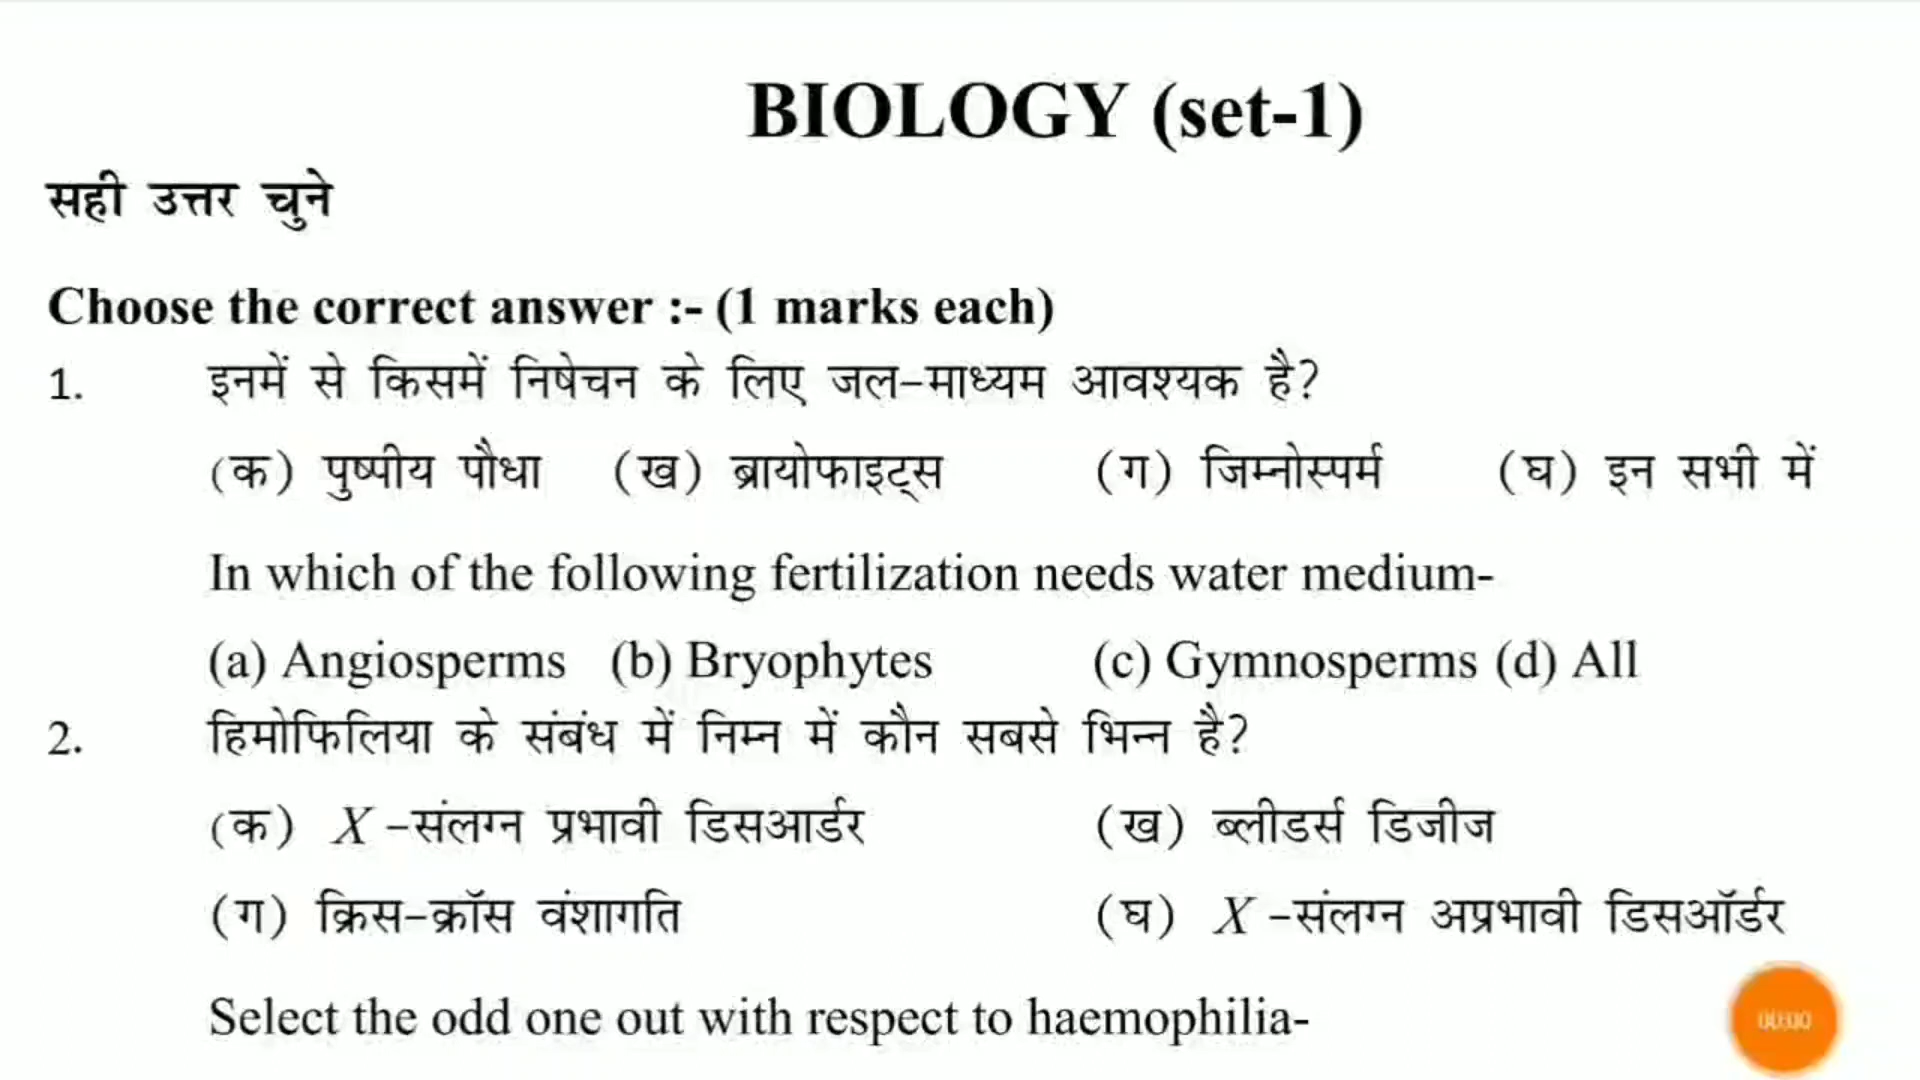 BIOLOGY (set-1)
सही उत्तर चुने
Choose the correct answer :- (1 marks each)
1. इनमें से किसमें निषेचन के लिए जल-माध्यम आवश्यक है?
(क) पुष्पीय पौधा (ख) ब्रायोफाइट्स (ग) जिम्नोस्पर्म (घ) इन सभी में
In which of the following fertilization needs water medium-
(a) Angiosperms (b) Bryophytes (c) Gymnosperms (d) All
2. हिमोफिलिया के संबंध में निम्न में कौन सबसे भिन्न है?
(क) X -संलग्न प्रभावी डिसआर्डर (ख) ब्लीडर्स डिजीज
(ग) क्रिस-क्रॉस वंशागति (घ) X -संलग्न अप्रभावी डिसऑर्डर
Select the odd one out with respect to haemophilia-
00:00